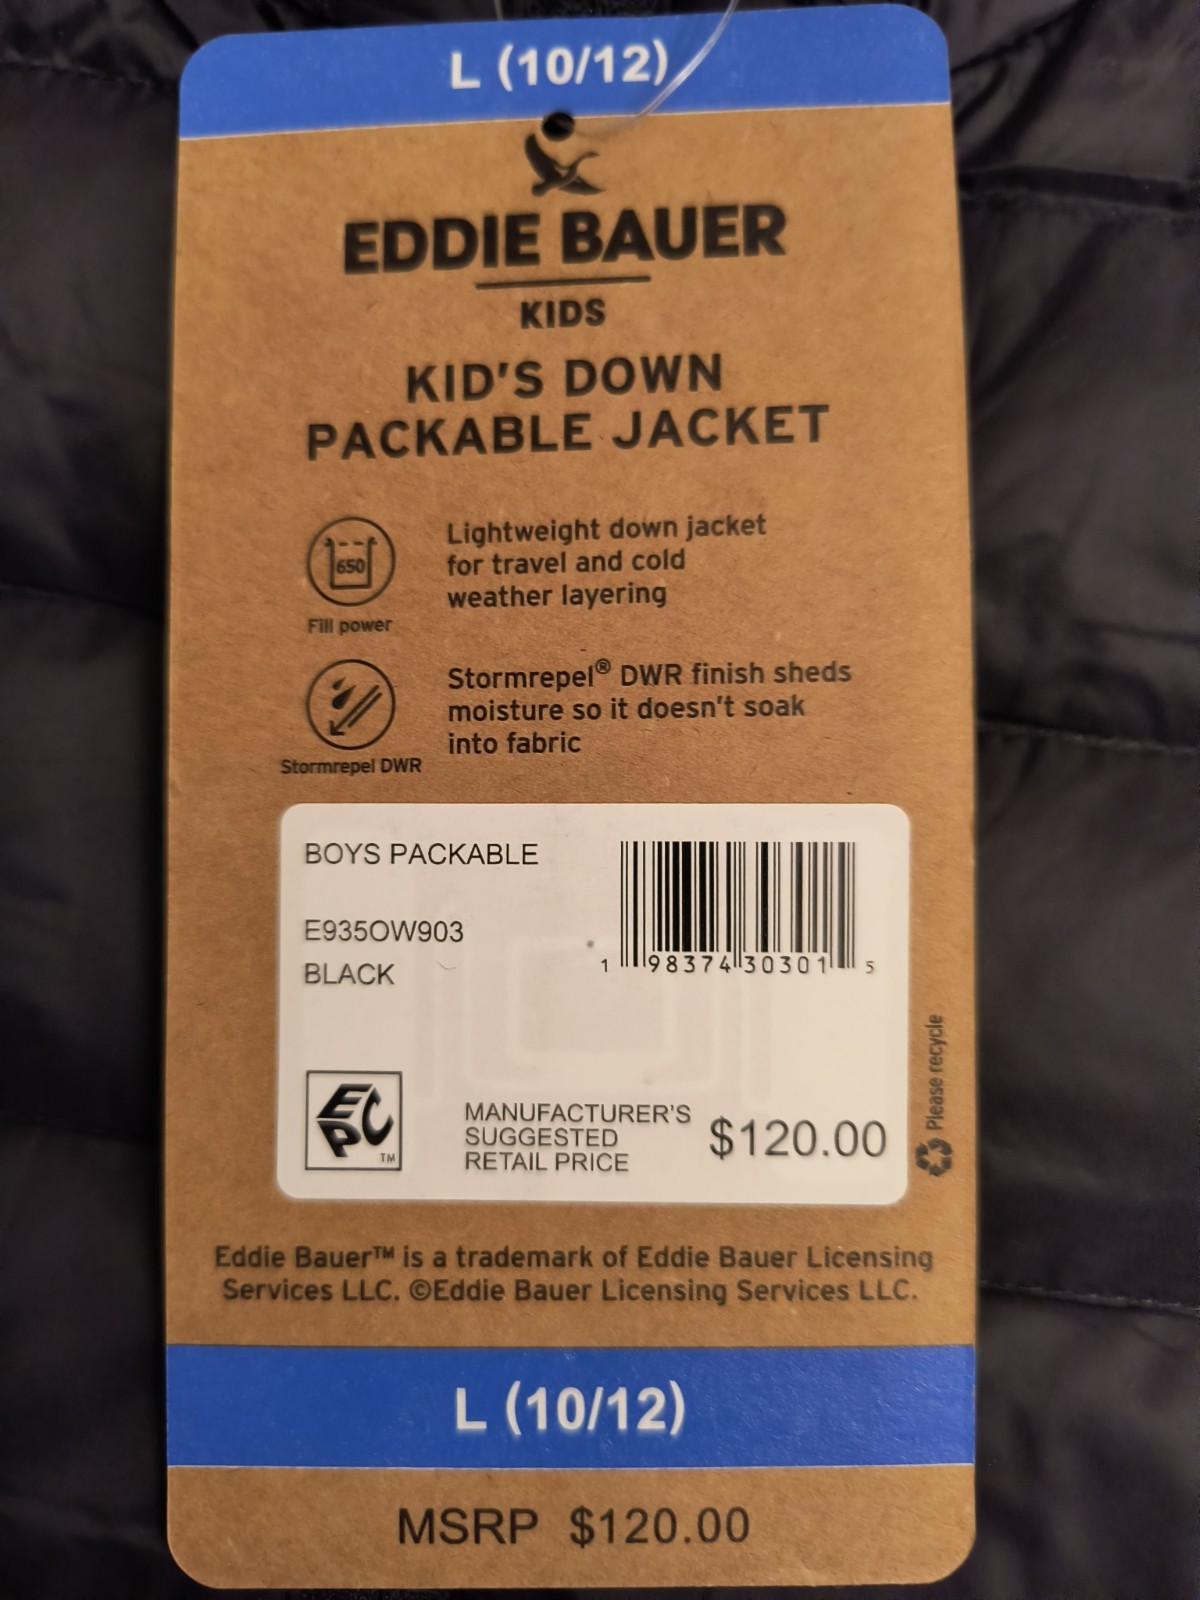 L (10/12)
EDDIE BAUER
KIDS
KID'S DOWN
PACKABLE JACKET
650
Fill power
Lightweight down jacket
for travel and cold
weather layering
Stormrepel DWR
Stormrepel® DWR finish sheds
moisture so it doesn't soak
into fabric
BOYS PACKABLE
E935OW903
BLACK
1 98374 30301 5
EPC
TM
MANUFACTURER'S
SUGGESTED
RETAIL PRICE
$120.00
Please recycle
Eddie Bauer™ is a trademark of Eddie Bauer Licensing
Services LLC. ©Eddie Bauer Licensing Services LLC.
L (10/12)
MSRP $120.00